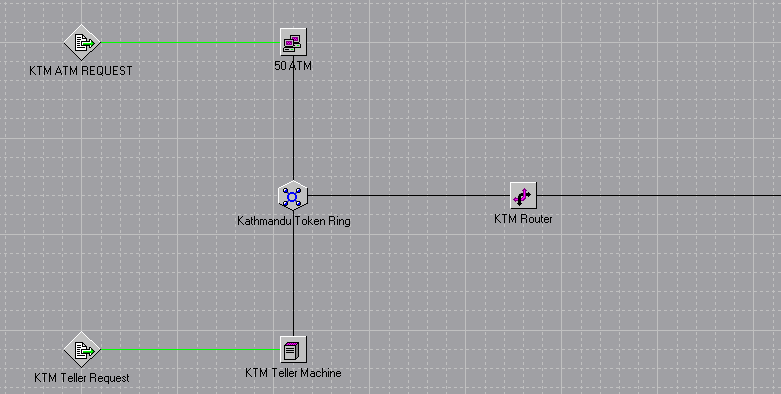 KTM ATM REQUEST
50 ATM
Kathmandu Token Ring
KTM Router
KTM Teller Request
KTM Teller Machine